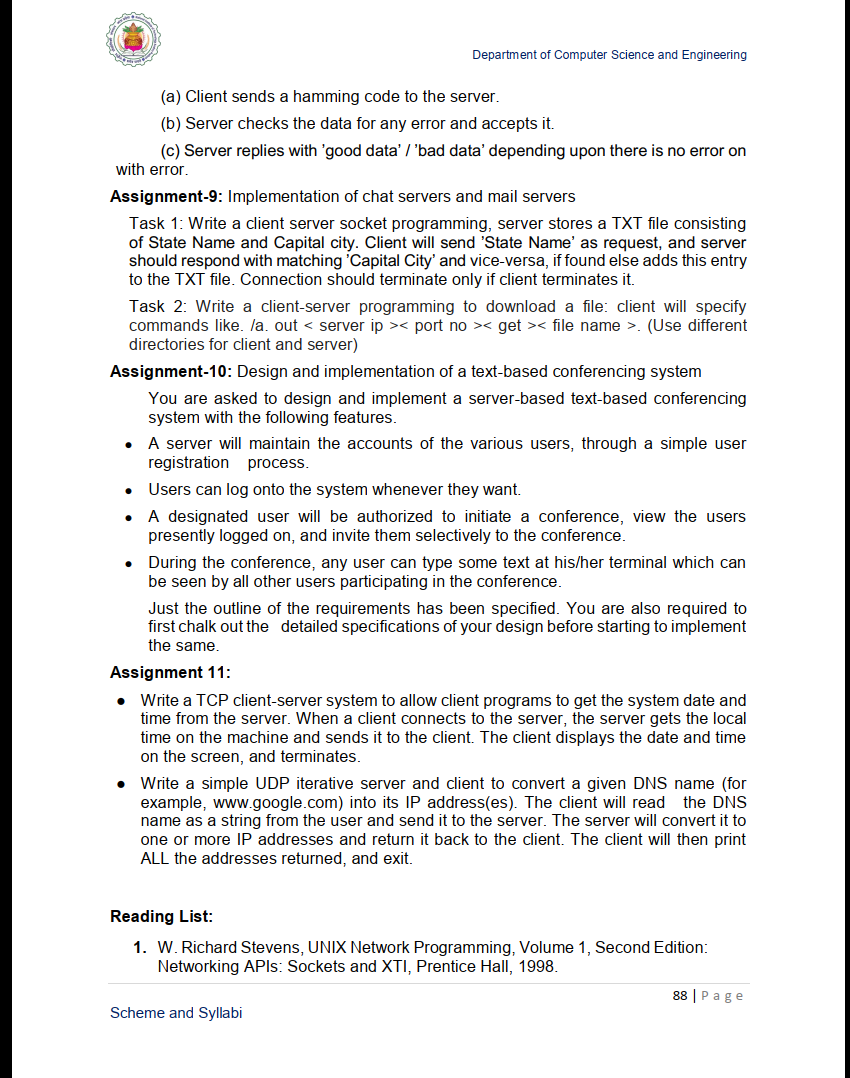 Department of Computer Science and Engineering
(a) Client sends a hamming code to the server.
(b) Server checks the data for any error and accepts it.
(c) Server replies with ’good data’ / ’bad data’ depending upon there is no error on
with error.
Assignment-9: Implementation of chat servers and mail servers
Task 1: Write a client server socket programming, server stores a TXT file consisting
of State Name and Capital city. Client will send ’State Name’ as request, and server
should respond with matching ’Capital City’ and vice-versa, if found else adds this entry
to the TXT file. Connection should terminate only if client terminates it.
Task 2: Write a client-server programming to download a file: client will specify
commands like. /a. out < server ip >< port no >< get >< file name >. (Use different
directories for client and server)
Assignment-10: Design and implementation of a text-based conferencing system
You are asked to design and implement a server-based text-based conferencing
system with the following features.
● A server will maintain the accounts of the various users, through a simple user
registration process.
● Users can log onto the system whenever they want.
● A designated user will be authorized to initiate a conference, view the users
presently logged on, and invite them selectively to the conference.
● During the conference, any user can type some text at his/her terminal which can
be seen by all other users participating in the conference.
Just the outline of the requirements has been specified. You are also required to
first chalk out the detailed specifications of your design before starting to implement
the same.
Assignment 11:
● Write a TCP client-server system to allow client programs to get the system date and
time from the server. When a client connects to the server, the server gets the local
time on the machine and sends it to the client. The client displays the date and time
on the screen, and terminates.
● Write a simple UDP iterative server and client to convert a given DNS name (for
example, www.google.com) into its IP address(es). The client will read the DNS
name as a string from the user and send it to the server. The server will convert it to
one or more IP addresses and return it back to the client. The client will then print
ALL the addresses returned, and exit.
Reading List:
1. W. Richard Stevens, UNIX Network Programming, Volume 1, Second Edition:
Networking APIs: Sockets and XTI, Prentice Hall, 1998.
88 | Page
Scheme and Syllabi